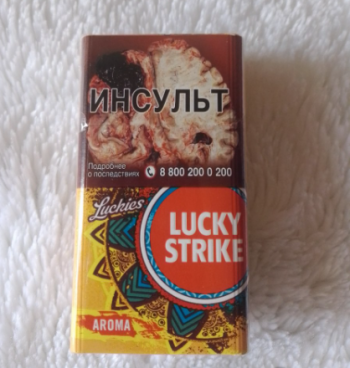 ИНСУЛЬТ
Подробнее
о последствиях 8 800 200 0 200
Luckies
LUCKY
STRIKE
AROMA